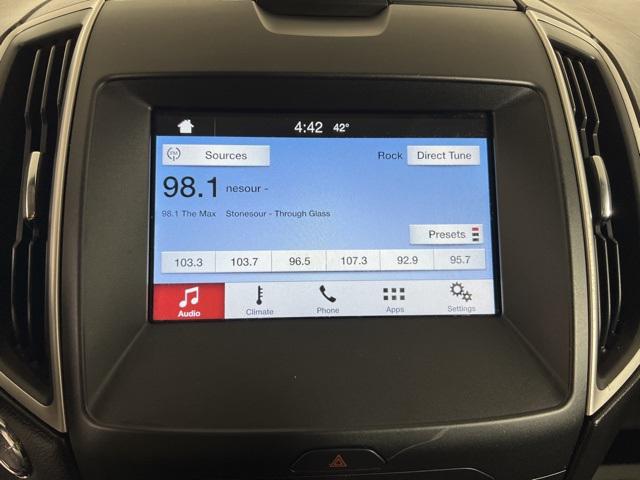 4:42 42°
FM Sources Rock Direct Tune
98.1 nesour -
98.1 The Max Stonesour - Through Glass
Presets
103.3 103.7 96.5 107.3 92.9 95.7
Audio Climate Phone Apps Settings